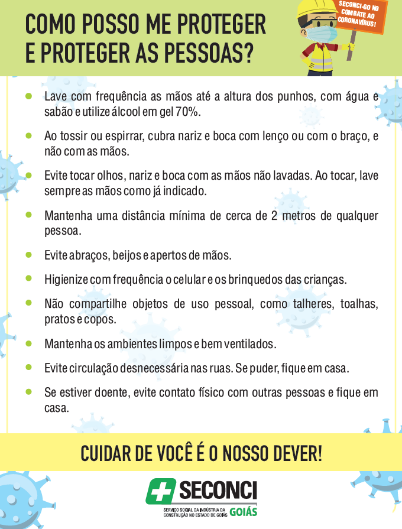 COMO POSSO ME PROTEGER
E PROTEGER AS PESSOAS?
SECONCI-GO NO
COMBATE AO
CORONAVÍRUS!
Lave com frequência as mãos até a altura dos punhos, com água e
sabão e utilize álcool em gel 70%.
Ao tossir ou espirrar, cubra nariz e boca com lenço ou com o braço, e
não com as mãos.
Evite tocar olhos, nariz e boca com as mãos não lavadas. Ao tocar, lave
sempre as mãos como já indicado.
Mantenha uma distância mínima de cerca de 2 metros de qualquer
pessoa.
Evite abraços, beijos e apertos de mãos.
Higienize com frequência o celular e os brinquedos das crianças.
Não compartilhe objetos de uso pessoal, como talheres, toalhas,
pratos e copos.
Mantenha os ambientes limpos e bem ventilados.
Evite circulação desnecessária nas ruas. Se puder, fique em casa.
Se estiver doente, evite contato físico com outras pessoas e fique em
casa.
CUIDAR DE VOCÊ É O NOSSO DEVER!
SECONCI
SERVIÇO SOCIAL DA INDÚSTRIA DA
CONSTRUÇÃO NO ESTADO DE GOIÁS
GOIÁS